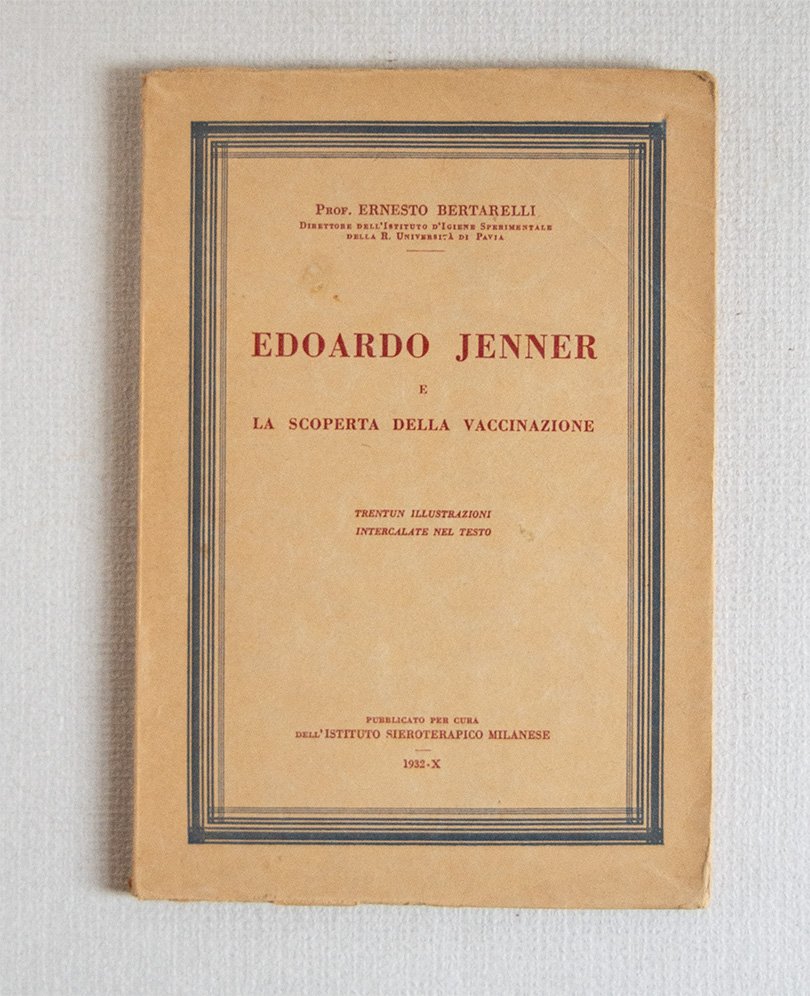 Prof. ERNESTO BERTARELLI
Direttore dell'Istituto d'Igiene Sperimentale
della R. Università di Pavia
EDOARDO JENNER
E
LA SCOPERTA DELLA VACCINAZIONE
TRENTUN ILLUSTRAZIONI
INTERCALATE NEL TESTO
PUBBLICATO PER CURA
DELL'ISTITUTO SIEROTERAPICO MILANESE
1932-X